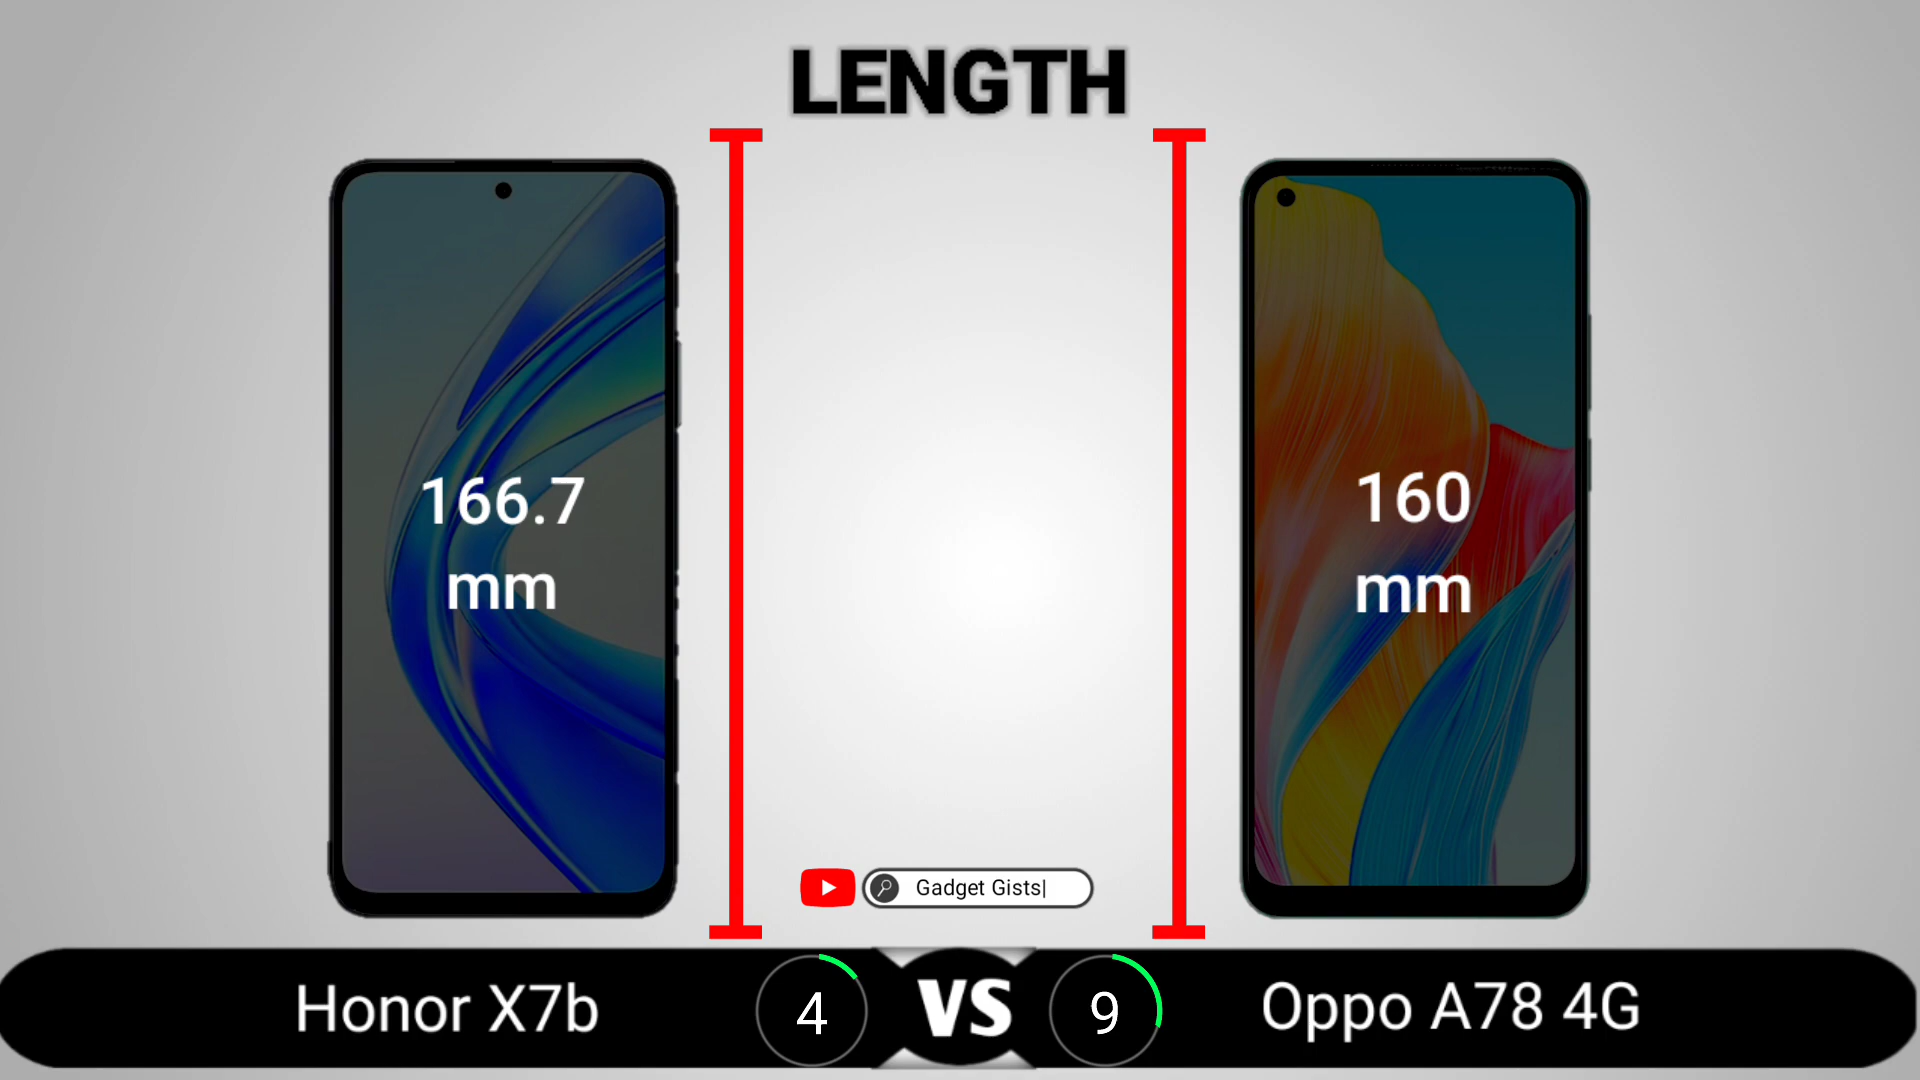 LENGTH
166.7
mm
160
mm
Gadget Gists|
Honor X7b
4
VS
9
Oppo A78 4G